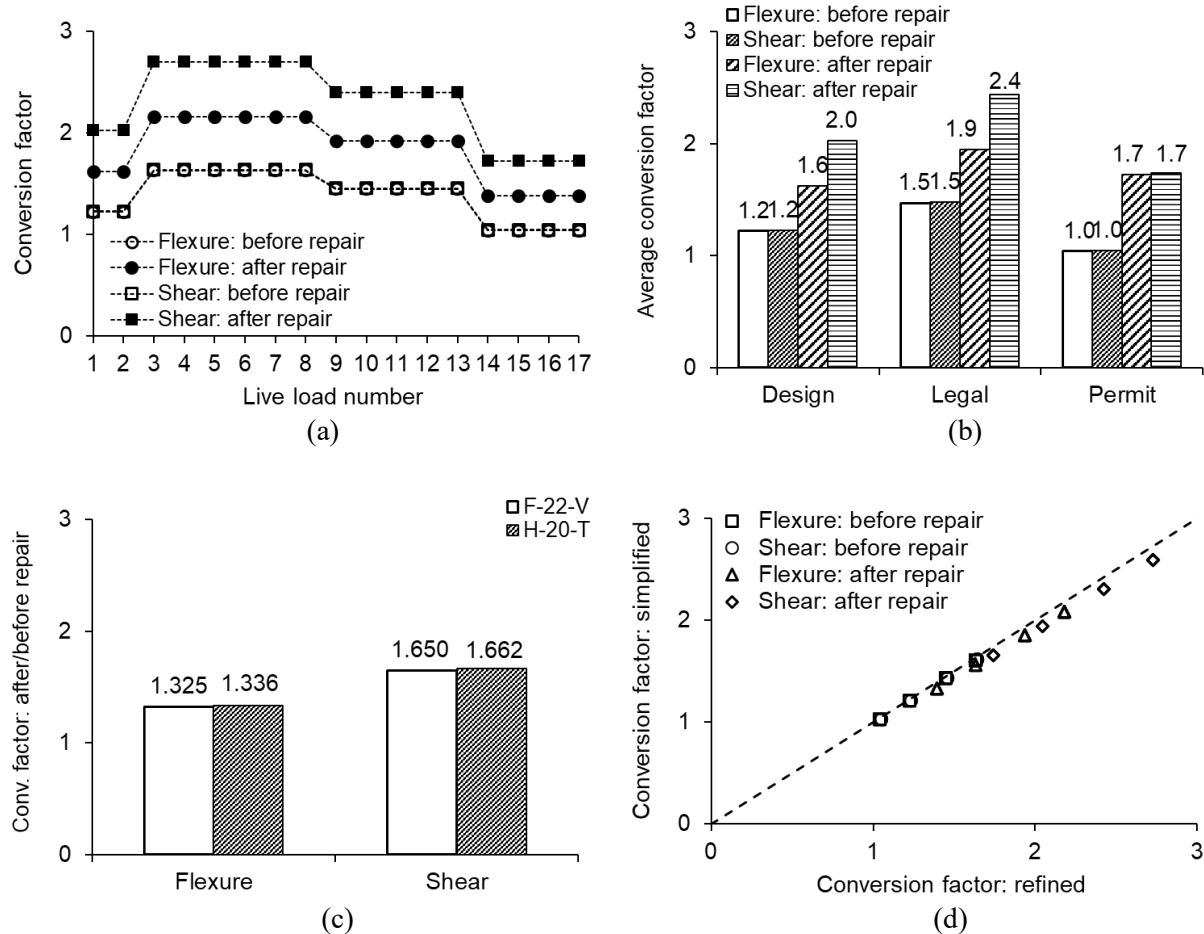 3
2
1
0
Conversion factor
Flexure: before repair
Flexure: after repair
Shear: before repair
Shear: after repair
1 2 3 4 5 6 7 8 9 10 11 12 13 14 15 16 17
Live load number
(a)
Flexure: before repair
Shear: before repair
Flexure: after repair
Shear: after repair
3
2
1
0
Average conversion factor
1.2 1.2 1.6 2.0
1.5 1.5 1.9 2.4
1.0 1.0 1.7 1.7
Design Legal Permit
(b)
F-22-V
H-20-T
3
2
1
0
Conv. factor: after/before repair
1.325 1.336 1.650 1.662
Flexure Shear
(c)
3
2
1
0
Conversion factor: simplified
Flexure: before repair
Shear: before repair
Flexure: after repair
Shear: after repair
0 1 2 3
Conversion factor: refined
(d)